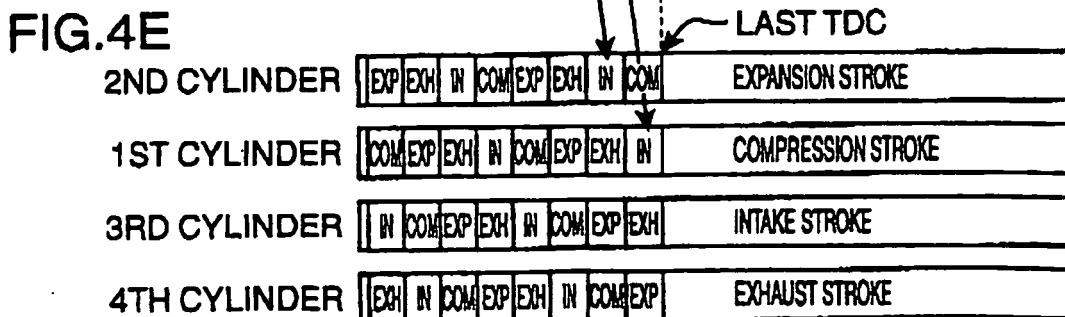 FIG.4E
LAST TDC
2ND CYLINDER EXP EXH IN COM EXP EXH IN COM EXPANSION STROKE
1ST CYLINDER COM EXP EXH IN COM EXP EXH IN COMPRESSION STROKE
3RD CYLINDER IN COM EXP EXH IN COM EXP EXH INTAKE STROKE
4TH CYLINDER EXH IN COM EXP EXH IN COM EXP EXHAUST STROKE